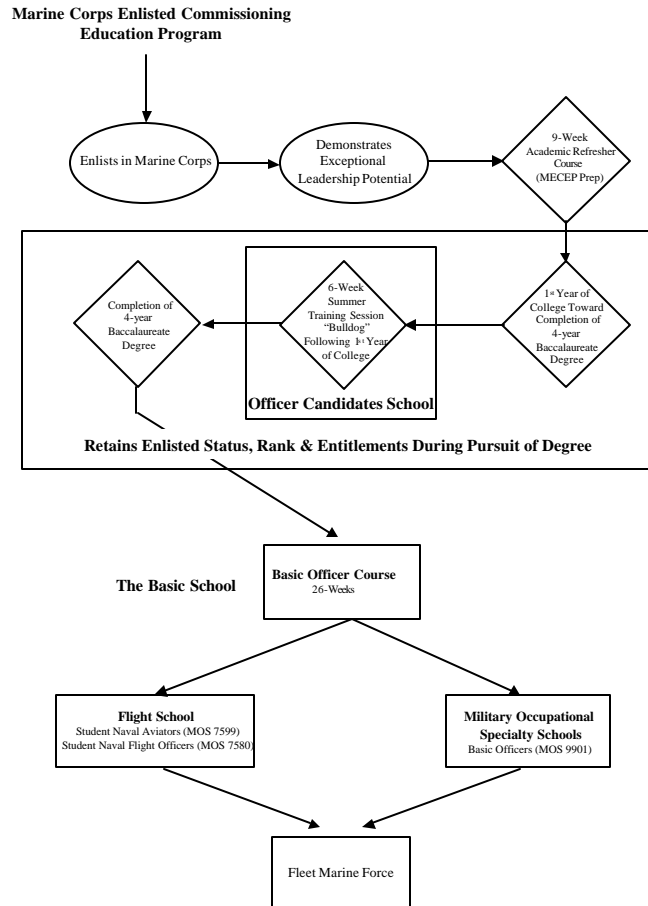 Marine Corps Enlisted Commissioning
Education Program
Enlists in Marine Corps
Demonstrates
Exceptional
Leadership Potential
9-Week
Academic Refresher
Course
(MECEP Prep)
Completion of
4-year
Baccalaureate
Degree
6-Week
Summer
Training Session
“Bulldog”
Following 1st Year
of College
1st Year of
College Toward
Completion of
4-year
Baccalaureate
Degree
Officer Candidates School
Retains Enlisted Status, Rank & Entitlements During Pursuit of Degree
The Basic School
Basic Officer Course
26-Weeks
Flight School
Student Naval Aviators (MOS 7599)
Student Naval Flight Officers (MOS 7580)
Military Occupational
Specialty Schools
Basic Officers (MOS 9901)
Fleet Marine Force